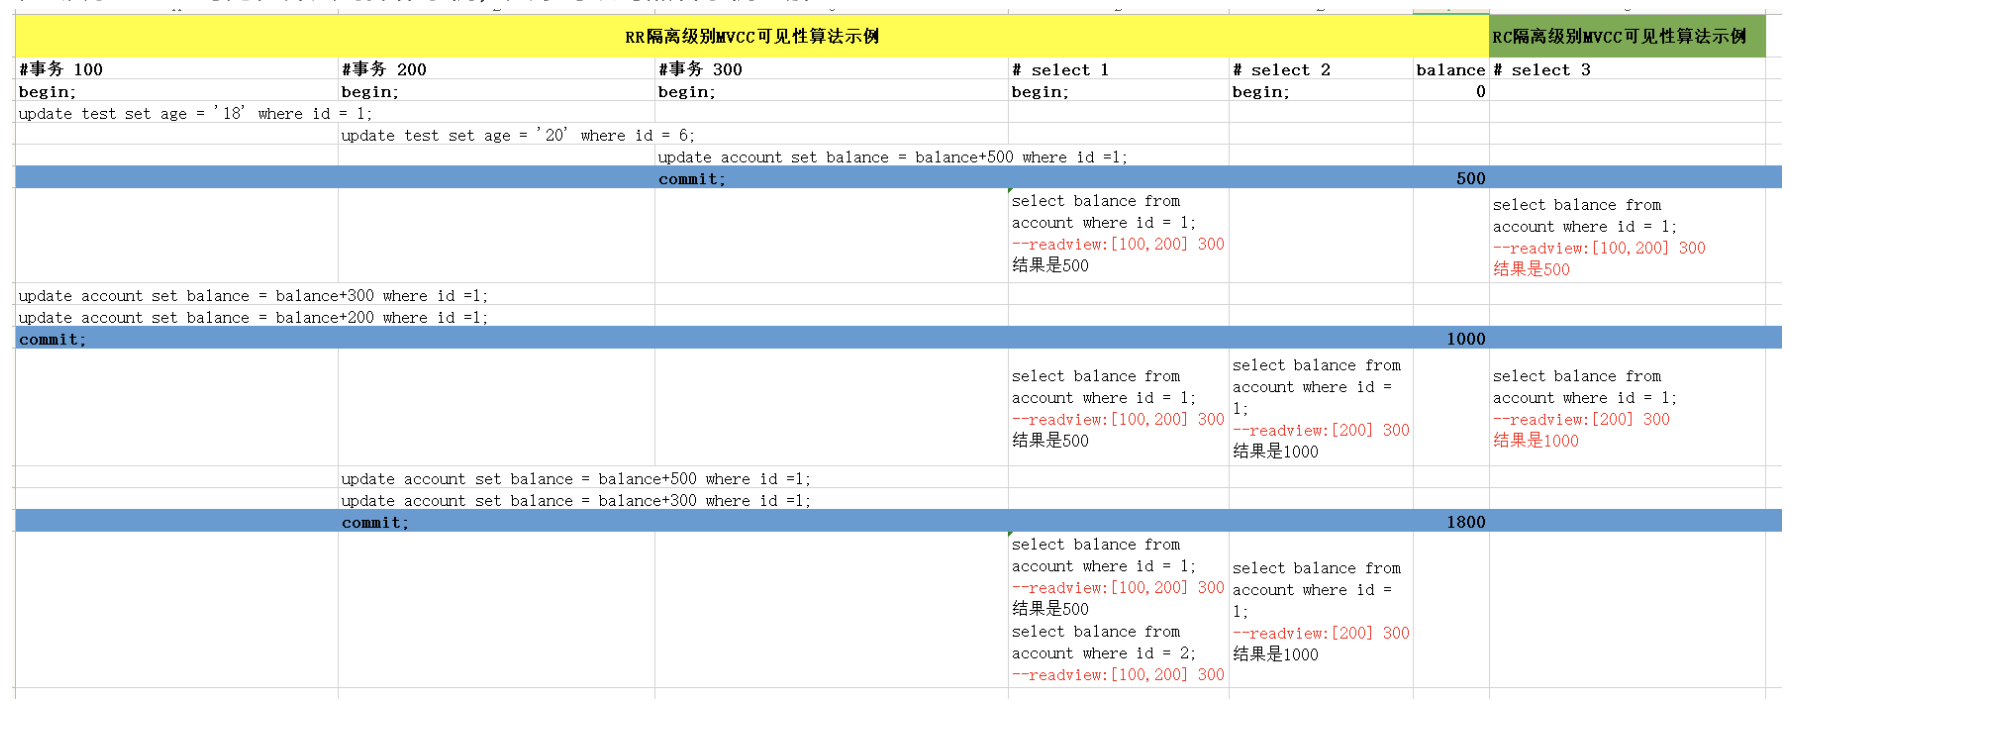 RR隔离级别MVCC可见性算法示例 RC隔离级别MVCC可见性算法示例
#事务 100 #事务 200 #事务 300 # select 1 # select 2 balance # select 3
begin; begin; begin; begin; begin; 0
update test set age = '18' where id = 1;
update test set age = '20' where id = 6;
update account set balance = balance+500 where id =1;
commit; 500
select balance from
account where id = 1;
--readview:[100,200] 300
结果是500
select balance from
account where id = 1;
--readview:[100,200] 300
结果是500
update account set balance = balance+300 where id =1;
update account set balance = balance+200 where id =1;
commit; 1000
select balance from
account where id = 1;
--readview:[100,200] 300
结果是500
select balance from
account where id =
1;
--readview:[200] 300
结果是1000
select balance from
account where id = 1;
--readview:[200] 300
结果是1000
update account set balance = balance+500 where id =1;
update account set balance = balance+300 where id =1;
commit; 1800
select balance from
account where id = 1;
--readview:[100,200] 300
结果是500
select balance from
account where id = 2;
--readview:[100,200] 300
select balance from
account where id =
1;
--readview:[200] 300
结果是1000